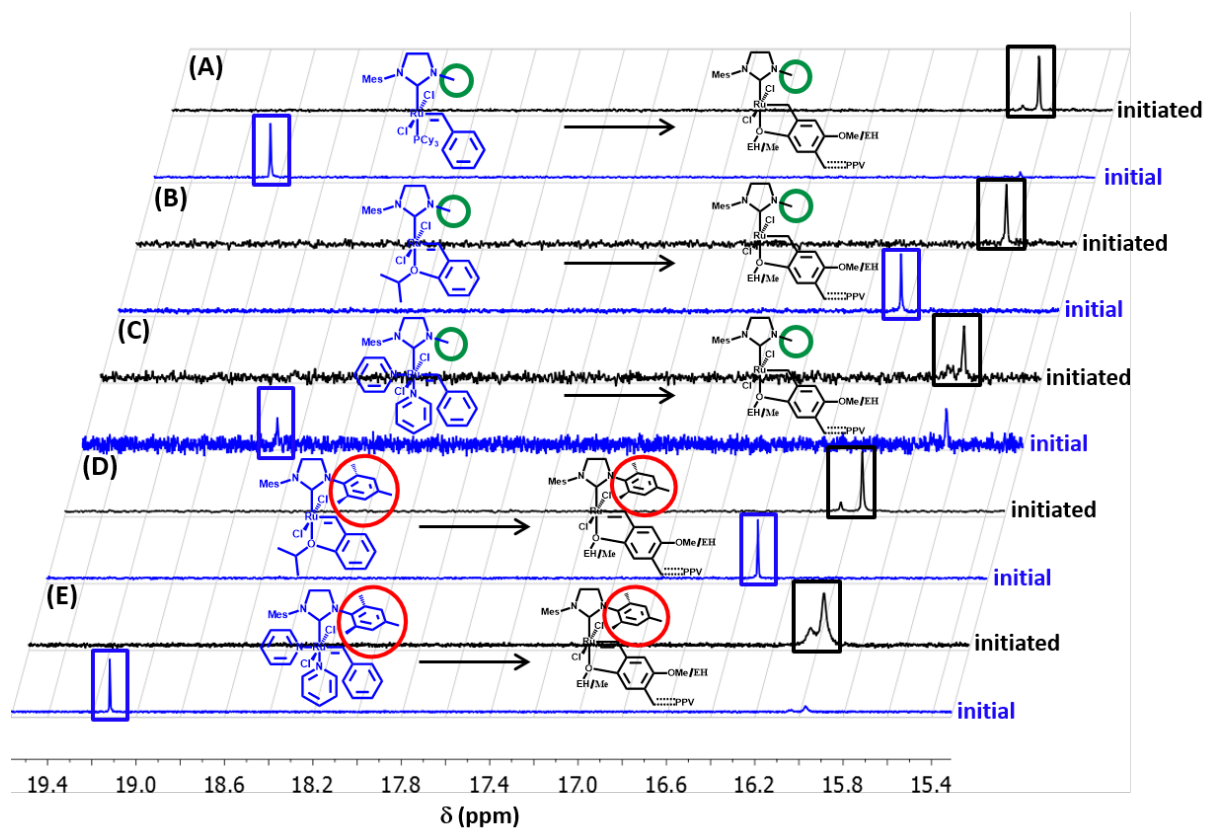 (A)
N N
Mes
Cl
Ru
Cl
PCy3
N N
Mes
Cl
Ru
Cl
O
EH/Me
OMe/EH
PPV
initiated
initial
(B)
N N
Mes
Cl
Cl
O
N N
Mes
Cl
Ru
Cl
O
EH/Me
OMe/EH
PPV
initiated
initial
(C)
N N
Mes
Cl
N
Cl
N
N N
Mes
Cl
Ru
Cl
O
EH/Me
OMe/EH
PPV
initiated
initial
(D)
N N
Mes
Cl
Ru
Cl
O
N N
Mes
Cl
Ru
Cl
O
EH/Me
OMe/EH
PPV
initiated
initial
(E)
N N
Mes
Cl
N Ru
Cl
N
N N
Mes
Cl
Ru
Cl
O
EH/Me
OMe/EH
PPV
initiated
initial
19.4 19.0 18.6 18.2 17.8 17.4 17.0 16.6 16.2 15.8 15.4
δ (ppm)